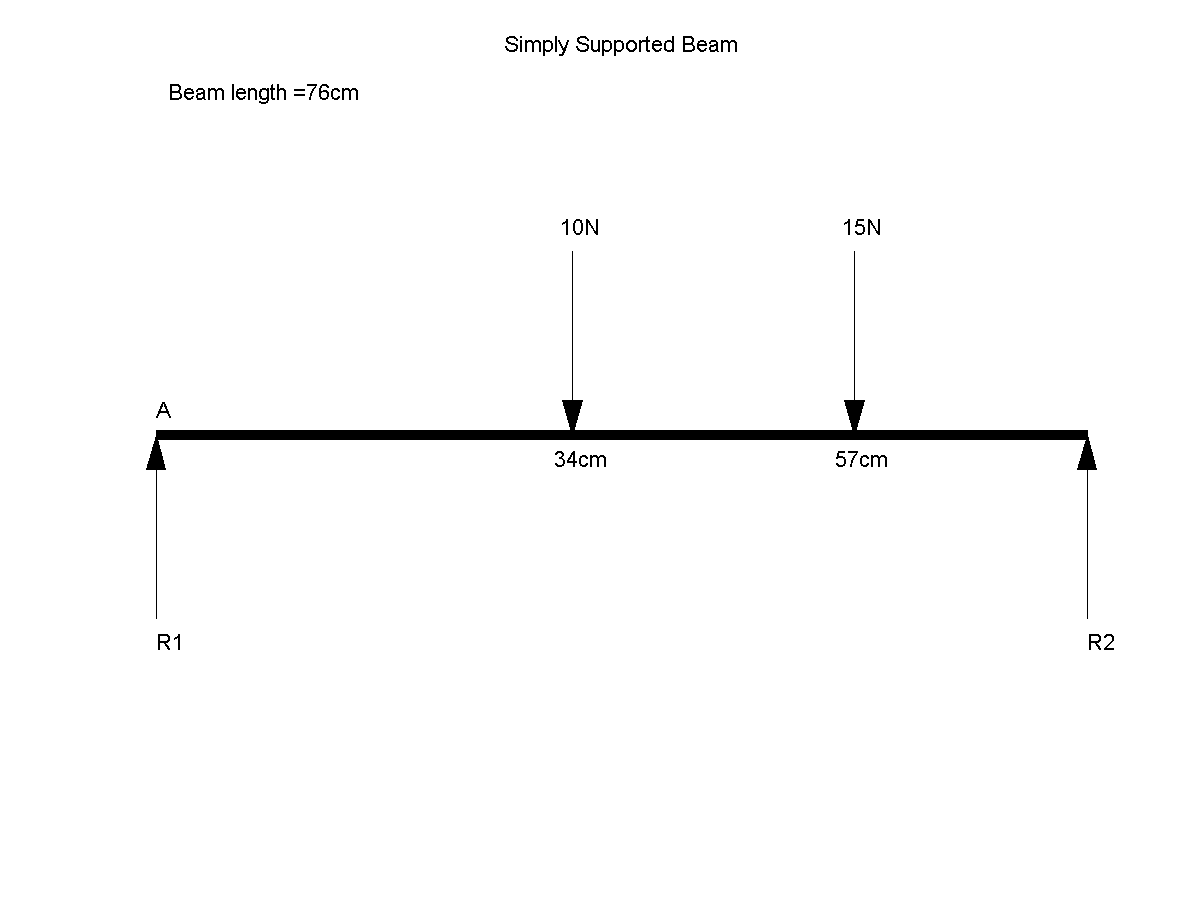 Simply Supported Beam
Beam length =76cm
10N
15N
A
34cm
57cm
R1
R2